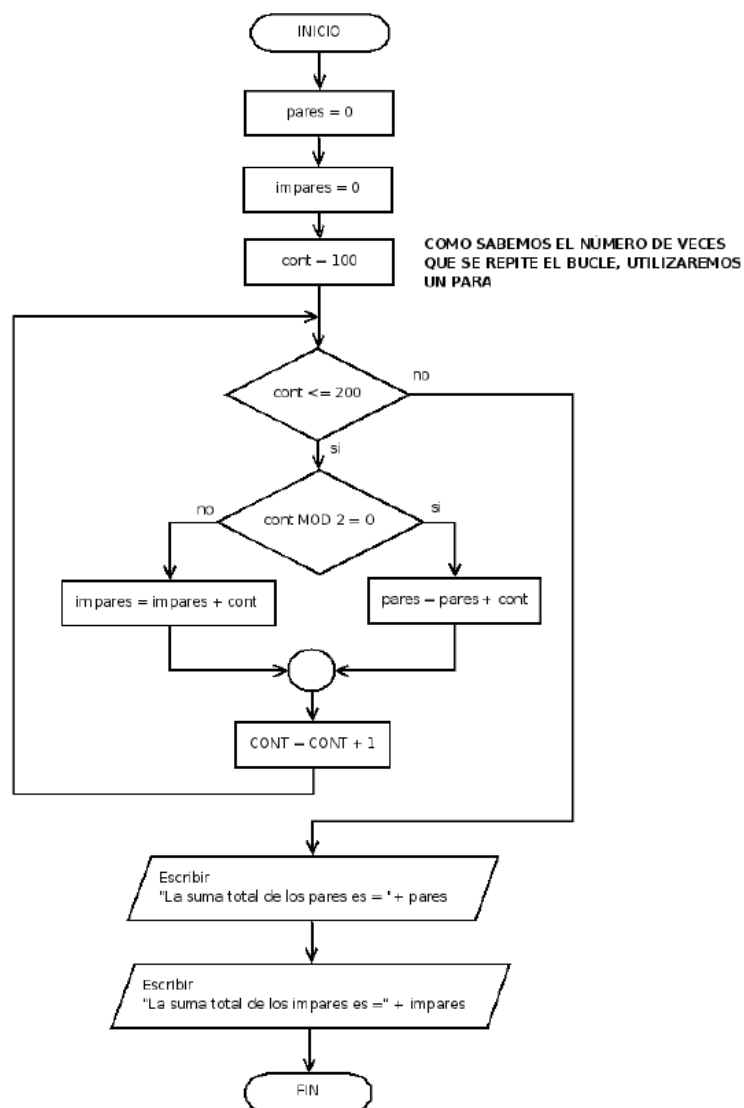 INICIO
pares = 0
impares = 0
cont = 100
COMO SABEMOS EL NÚMERO DE VECES
QUE SE REPITE EL BUCLE, UTILIZAREMOS
UN PARA
cont <= 200
no
si
cont MOD 2 = 0
no
si
impares = impares + cont
pares = pares + cont
CONT = CONT + 1
Escribir
"La suma total de los pares es = "+ pares
Escribir
"La suma total de los impares es =" + impares
FIN